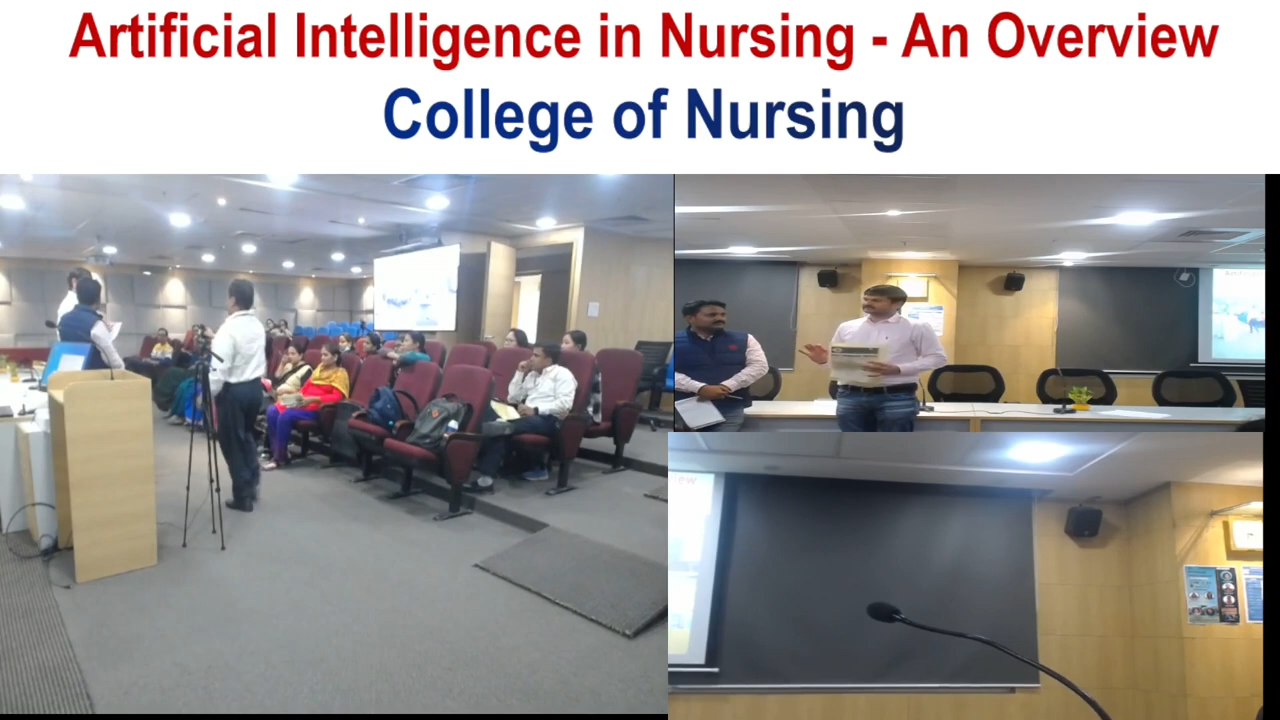 Artificial Intelligence in Nursing - An Overview
College of Nursing